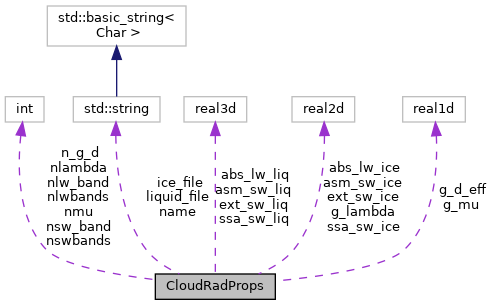 std::basic_string<
Char >
int
std::string
real3d
real2d
real1d
n_g_d
nlambda
nlw_band
nlwbands
nmu
nsw_band
nswbands
ice_file
liquid_file
name
abs_lw_liq
asm_sw_liq
ext_sw_liq
ssa_sw_liq
abs_lw_ice
asm_sw_ice
ext_sw_ice
g_lambda
ssa_sw_ice
g_d_eff
g_mu
CloudRadProps